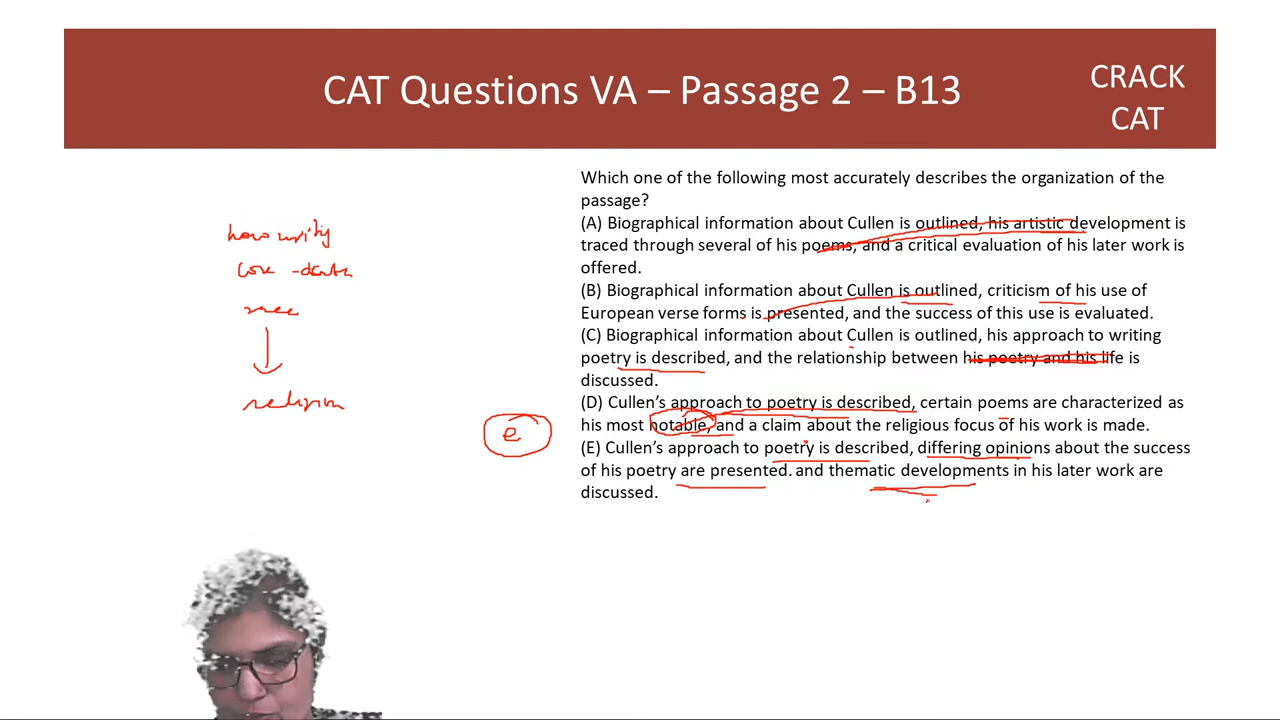 CAT Questions VA – Passage 2 – B13
CRACK
CAT
Which one of the following most accurately describes the organization of the
passage?
(A) Biographical information about Cullen is outlined, his artistic development is
traced through several of his poems, and a critical evaluation of his later work is
offered.
(B) Biographical information about Cullen is outlined, criticism of his use of
European verse forms is presented, and the success of this use is evaluated.
(C) Biographical information about Cullen is outlined, his approach to writing
poetry is described, and the relationship between his poetry and his life is
discussed.
(D) Cullen's approach to poetry is described, certain poems are characterized as
his most notable, and a claim about the religious focus of his work is made.
(E) Cullen's approach to poetry is described, differing opinions about the success
of his poetry are presented. and thematic developments in his later work are
discussed.
religion
e